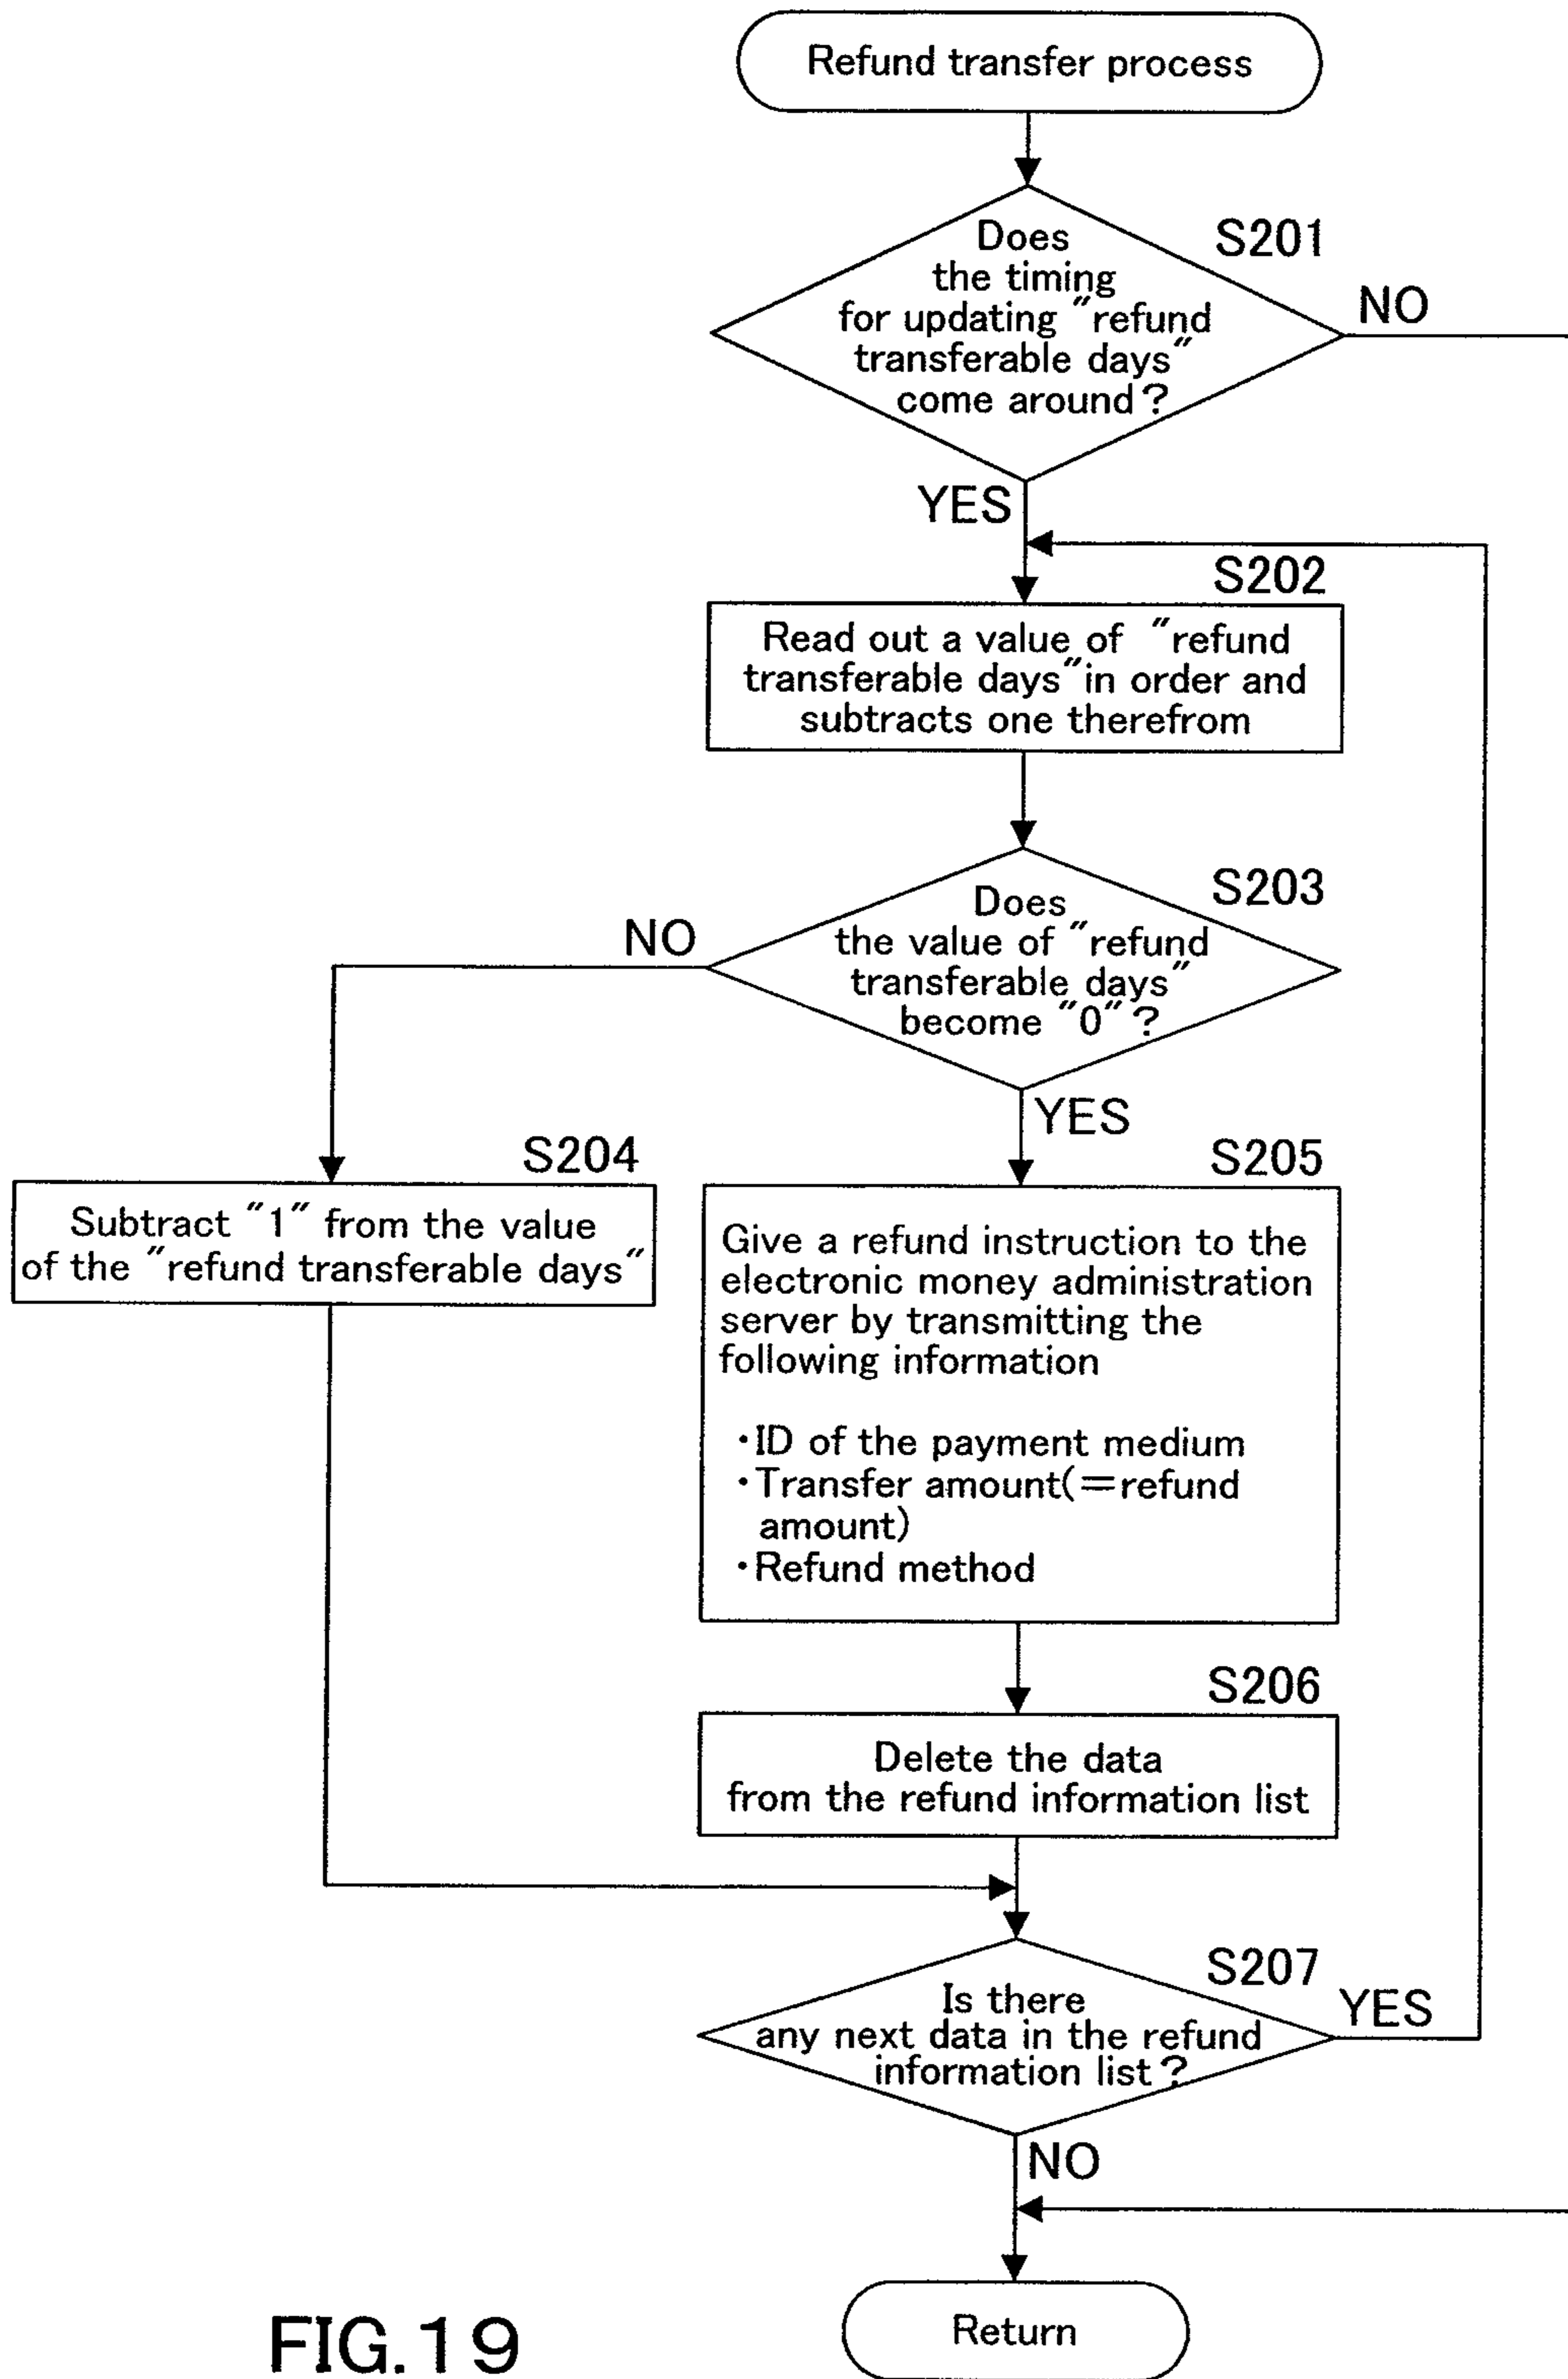 Refund transfer process
S201
Does
the timing
for updating "refund
transferable days"
come around?
NO
YES
S202
Read out a value of "refund
transferable days"in order and
subtracts one therefrom
S203
Does
the value of "refund
transferable days"
become "0"?
NO
YES
S204
Subtract "1" from the value
of the "refund transferable days"
S205
Give a refund instruction to the
electronic money administration
server by transmitting the
following information
・ID of the payment medium
・Transfer amount(=refund
amount)
・Refund method
S206
Delete the data
from the refund information list
S207
Is there
any next data in the refund
information list?
YES
NO
Return
FIG.19